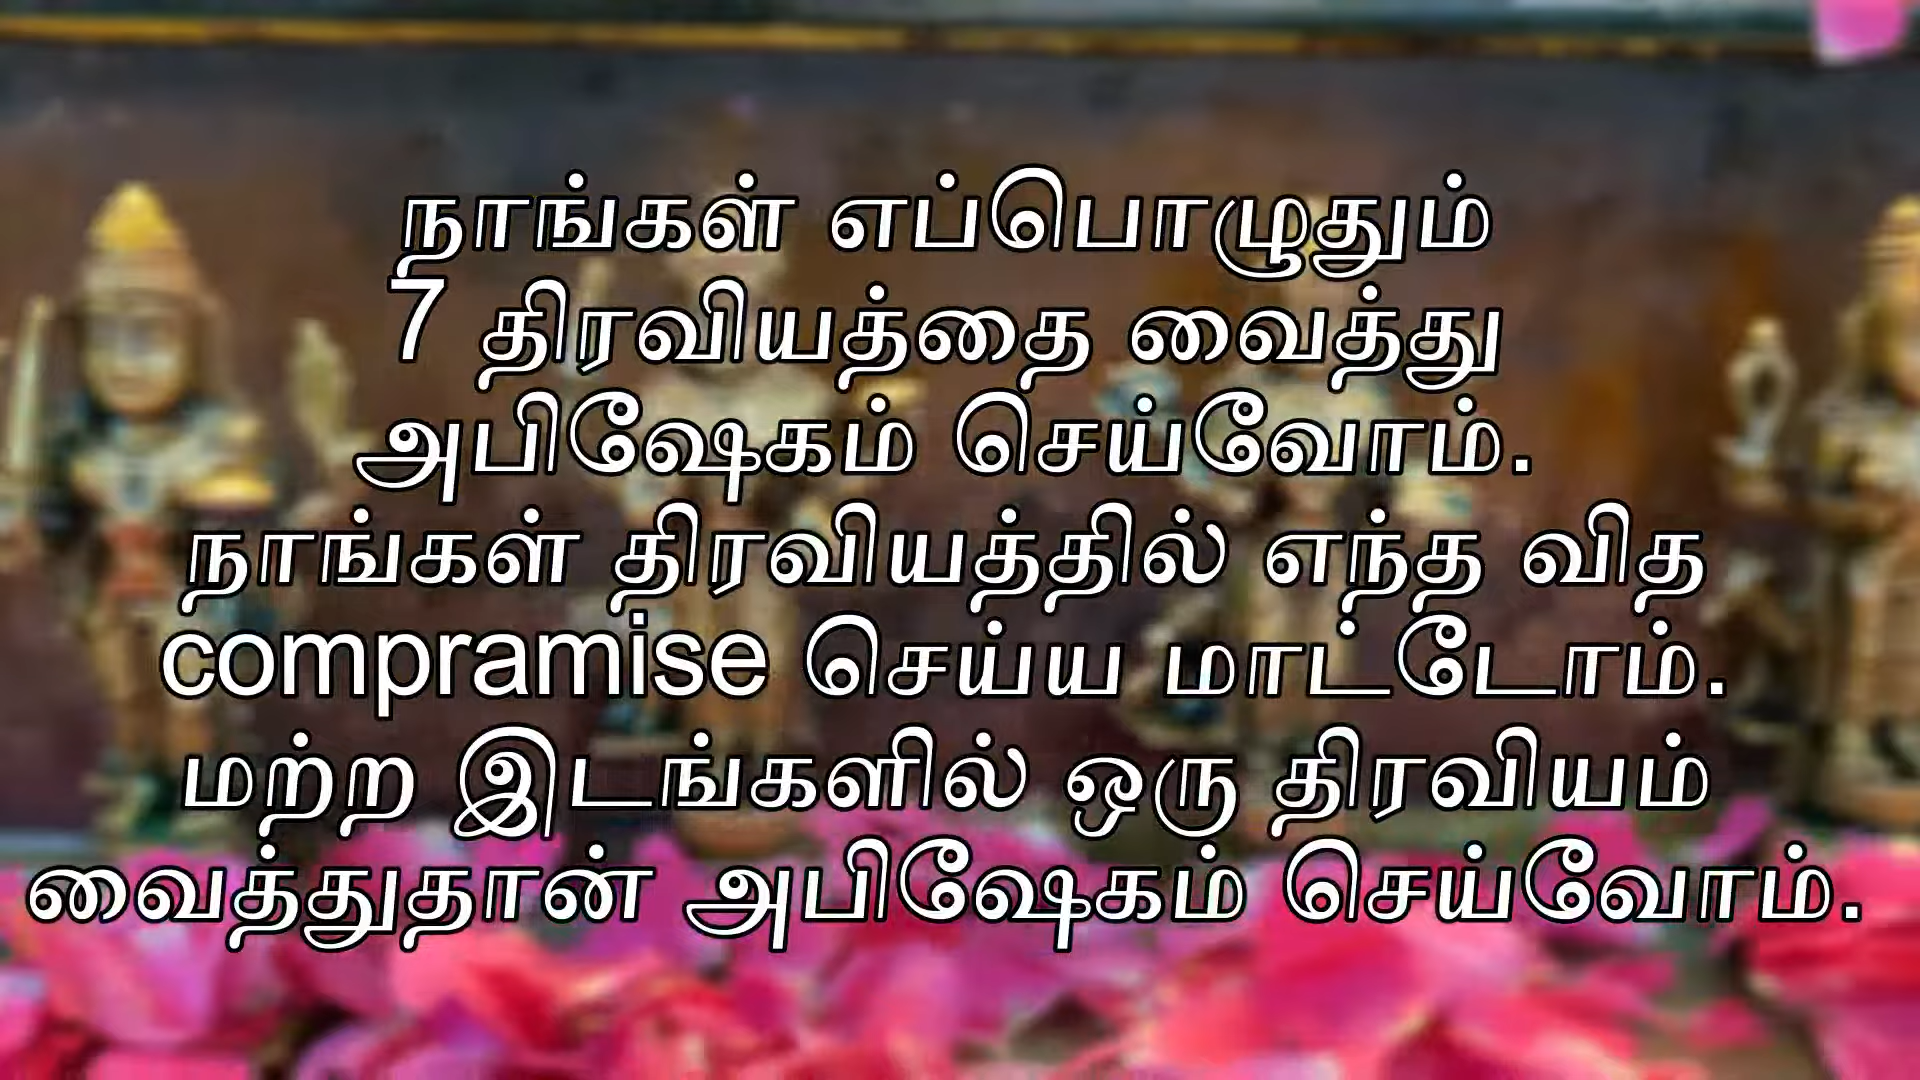 நாங்கள் எப்பொழுதும்
7 திரவியத்தை வைத்து
அபிஷேகம் செய்வோம்.
நாங்கள் திரவியத்தில் எந்த வித
compramise செய்ய மாட்டோம்.
மற்ற இடங்களில் ஒரு திரவியம்
வைத்துதான் அபிஷேகம் செய்வோம்.